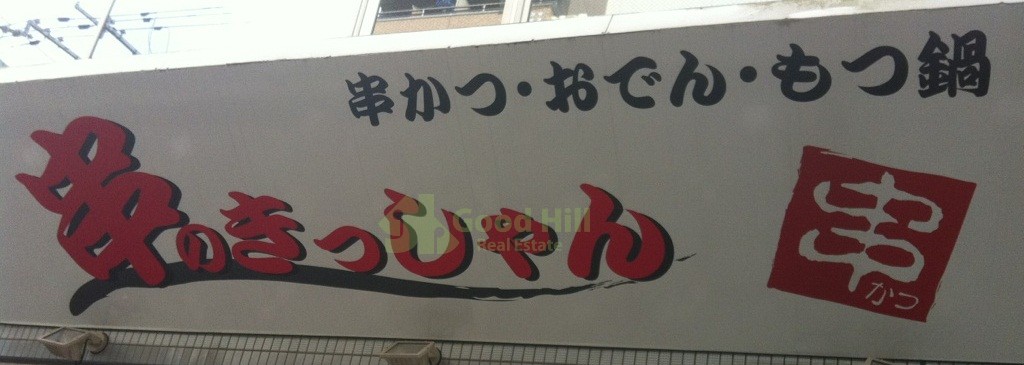 串かつ・おでん・もつ鍋
串のきっしゃん
串
かつ
Good Hill
Real Estate